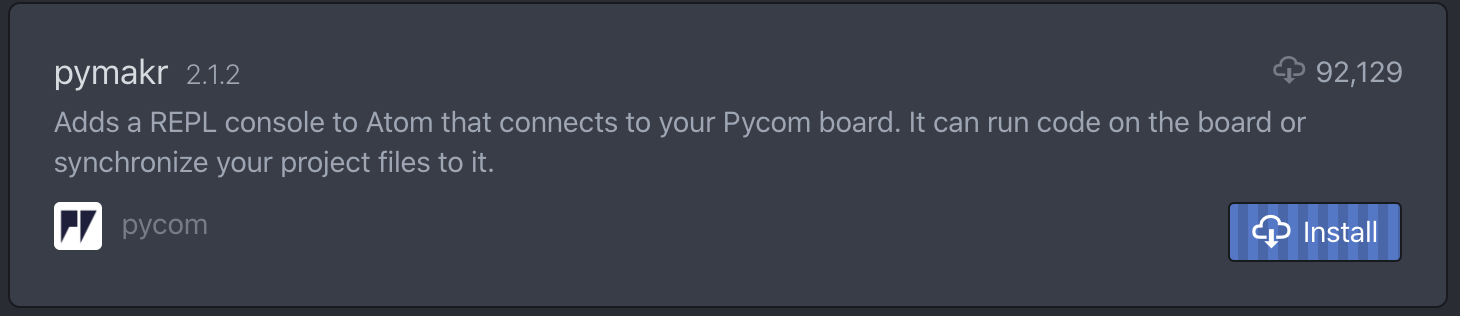 pymakr 2.1.2 92,129
Adds a REPL console to Atom that connects to your Pycom board. It can run code on the board or
synchronize your project files to it.
pycom Install